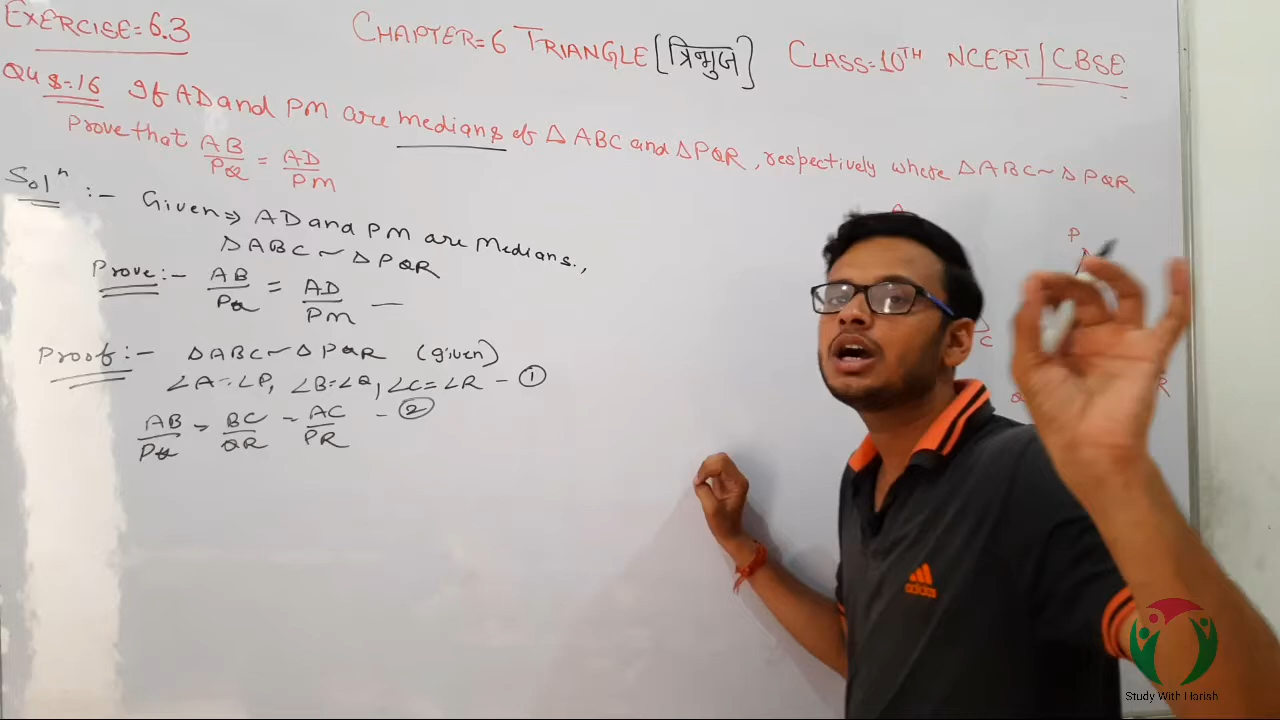 EXERCISE=6.3
CHAPTER=6 TRIANGLE [त्रिभुज] CLASS=10TH NCERT/CBSE
QUS=16 If AD and PM are medians of △ABC and △PQR, respectively where △ABC ~ △PQR
Prove that AB/PQ = AD/PM
Solⁿ :- Given ⇒ AD and PM are Medians.,
△ABC ~ △PQR
Prove:- AB/PQ = AD/PM —
Proof:- △ABC ~ △PQR (given)
∠A=∠P, ∠B=∠Q, ∠C=∠R - ①
AB/PQ = BC/QR = AC/PR - ②
A
P
C
Q
R
adidas
Study With Harish